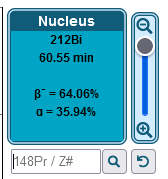 Nucleus
212Bi
60.55 min
β⁻ = 64.06%
α = 35.94%
148Pr / Z#